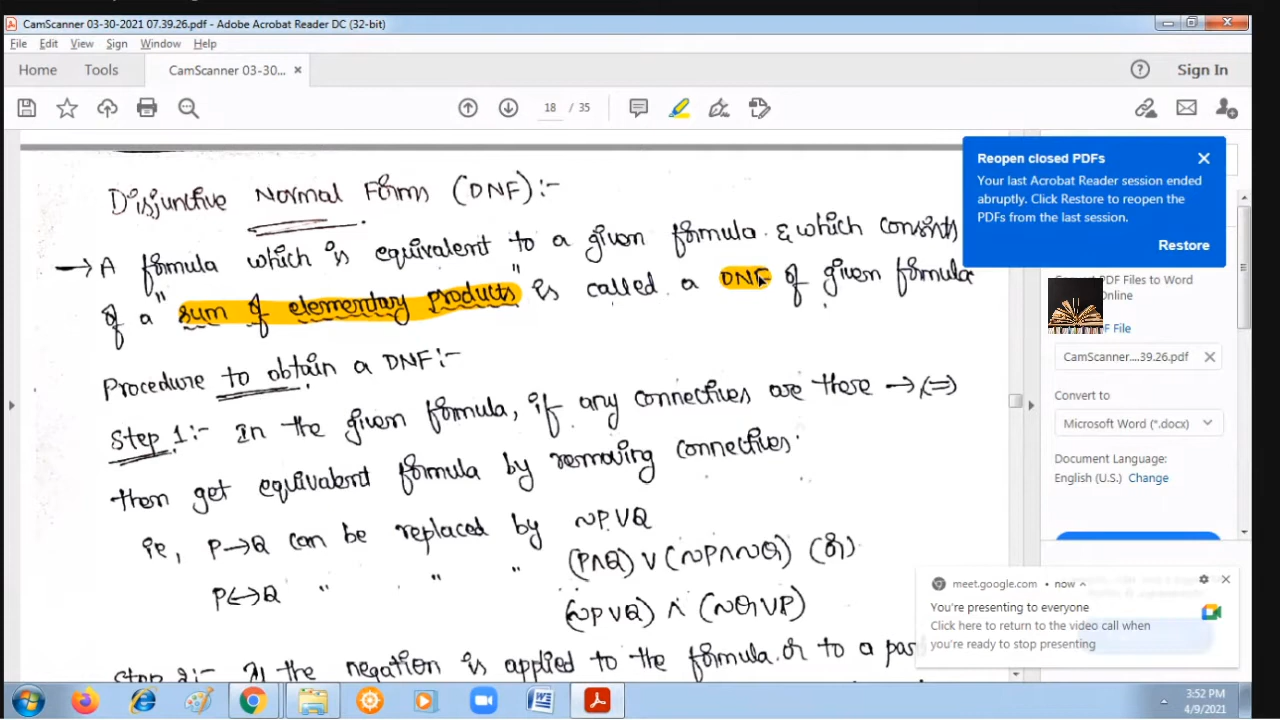 CamScanner 03-30-2021 07.39.26.pdf - Adobe Acrobat Reader DC (32-bit)
File Edit View Sign Window Help
Home Tools CamScanner 03-30... ×
Sign In
18 / 35
Reopen closed PDFs
Your last Acrobat Reader session ended
abruptly. Click Restore to reopen the
PDFs from the last session.
Restore
Disjunctive Normal Forms (DNF):-
→ A formula which is equivalent to a given formula & which consists
of a "sum of elementary products" is called a DNF of given formula
Procedure to obtain a DNF:-
Step 1:- In the given formula, if any connectives are there → (⇔)
then get equivalent formula by removing connectives.
ie, P→Q can be replaced by ~P∨Q
P↔Q " " " (P∧Q) ∨ (~P∧~Q) (or)
(~P∨Q) ∧ (~Q∨P)
Step 2:- If the negation is applied to the formula or to a part
Convert PDF Files to Word
Online
PDF File
CamScanner....39.26.pdf
Convert to
Microsoft Word (*.docx)
Document Language:
English (U.S.) Change
meet.google.com • now
You're presenting to everyone
Click here to return to the video call when
you're ready to stop presenting
3:52 PM
4/9/2021